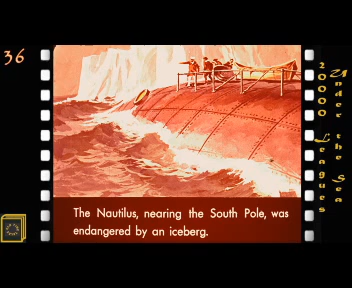 36
The Nautilus, nearing the South Pole, was
endangered by an iceberg.
20000 Leagues
Under the Sea